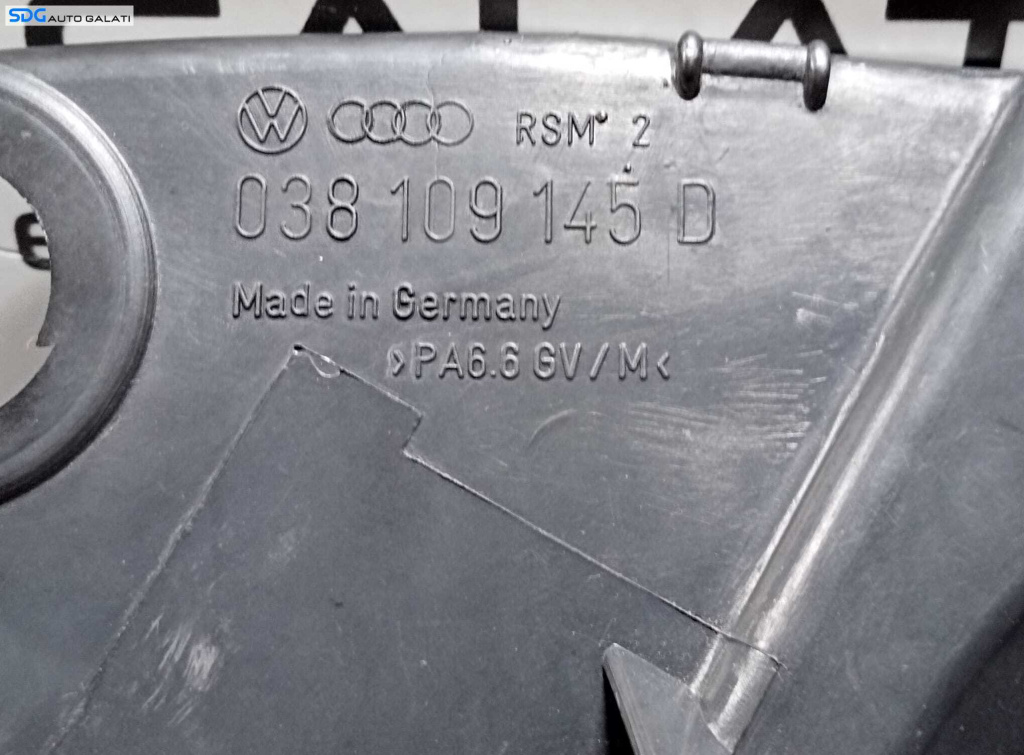 SDG AUTO GALATI
RSM 2
038 109 145 D
Made in Germany
>PA6.6 GV/M<